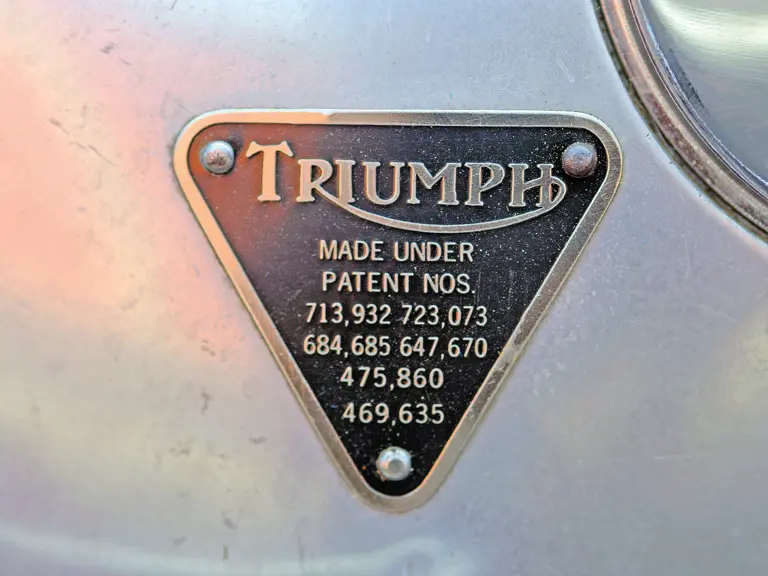 TRIUMPH
MADE UNDER
PATENT NOS.
713,932 723,073
684,685 647,670
475,860
469,635